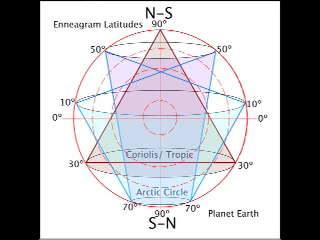 N-S
Enneagram Latitudes 90°
50° 50°
10° 10°
0° 0°
Coriolis/ Tropic
30° 30°
Arctic Circle
70° 90° 70°
S-N
Planet Earth